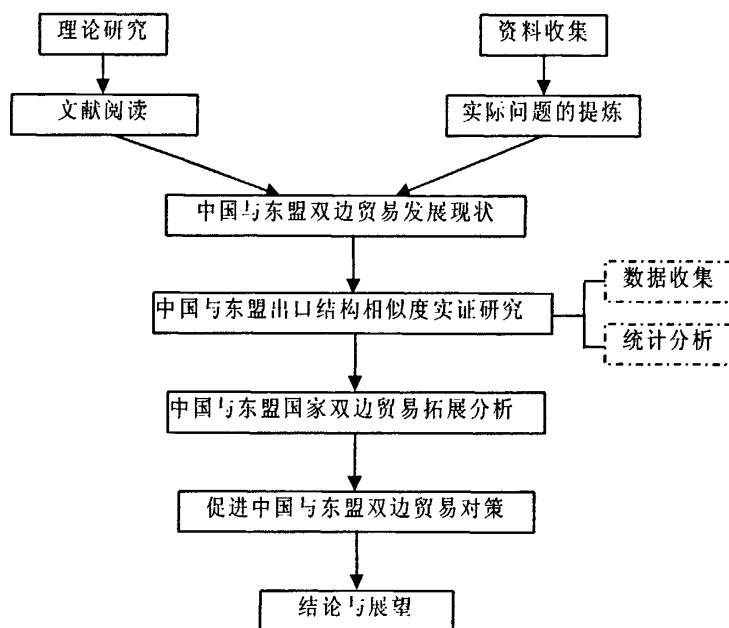 理论研究
资料收集
文献阅读
实际问题的提炼
中国与东盟双边贸易发展现状
中国与东盟出口结构相似度实证研究
数据收集
统计分析
中国与东盟国家双边贸易拓展分析
促进中国与东盟双边贸易对策
结论与展望